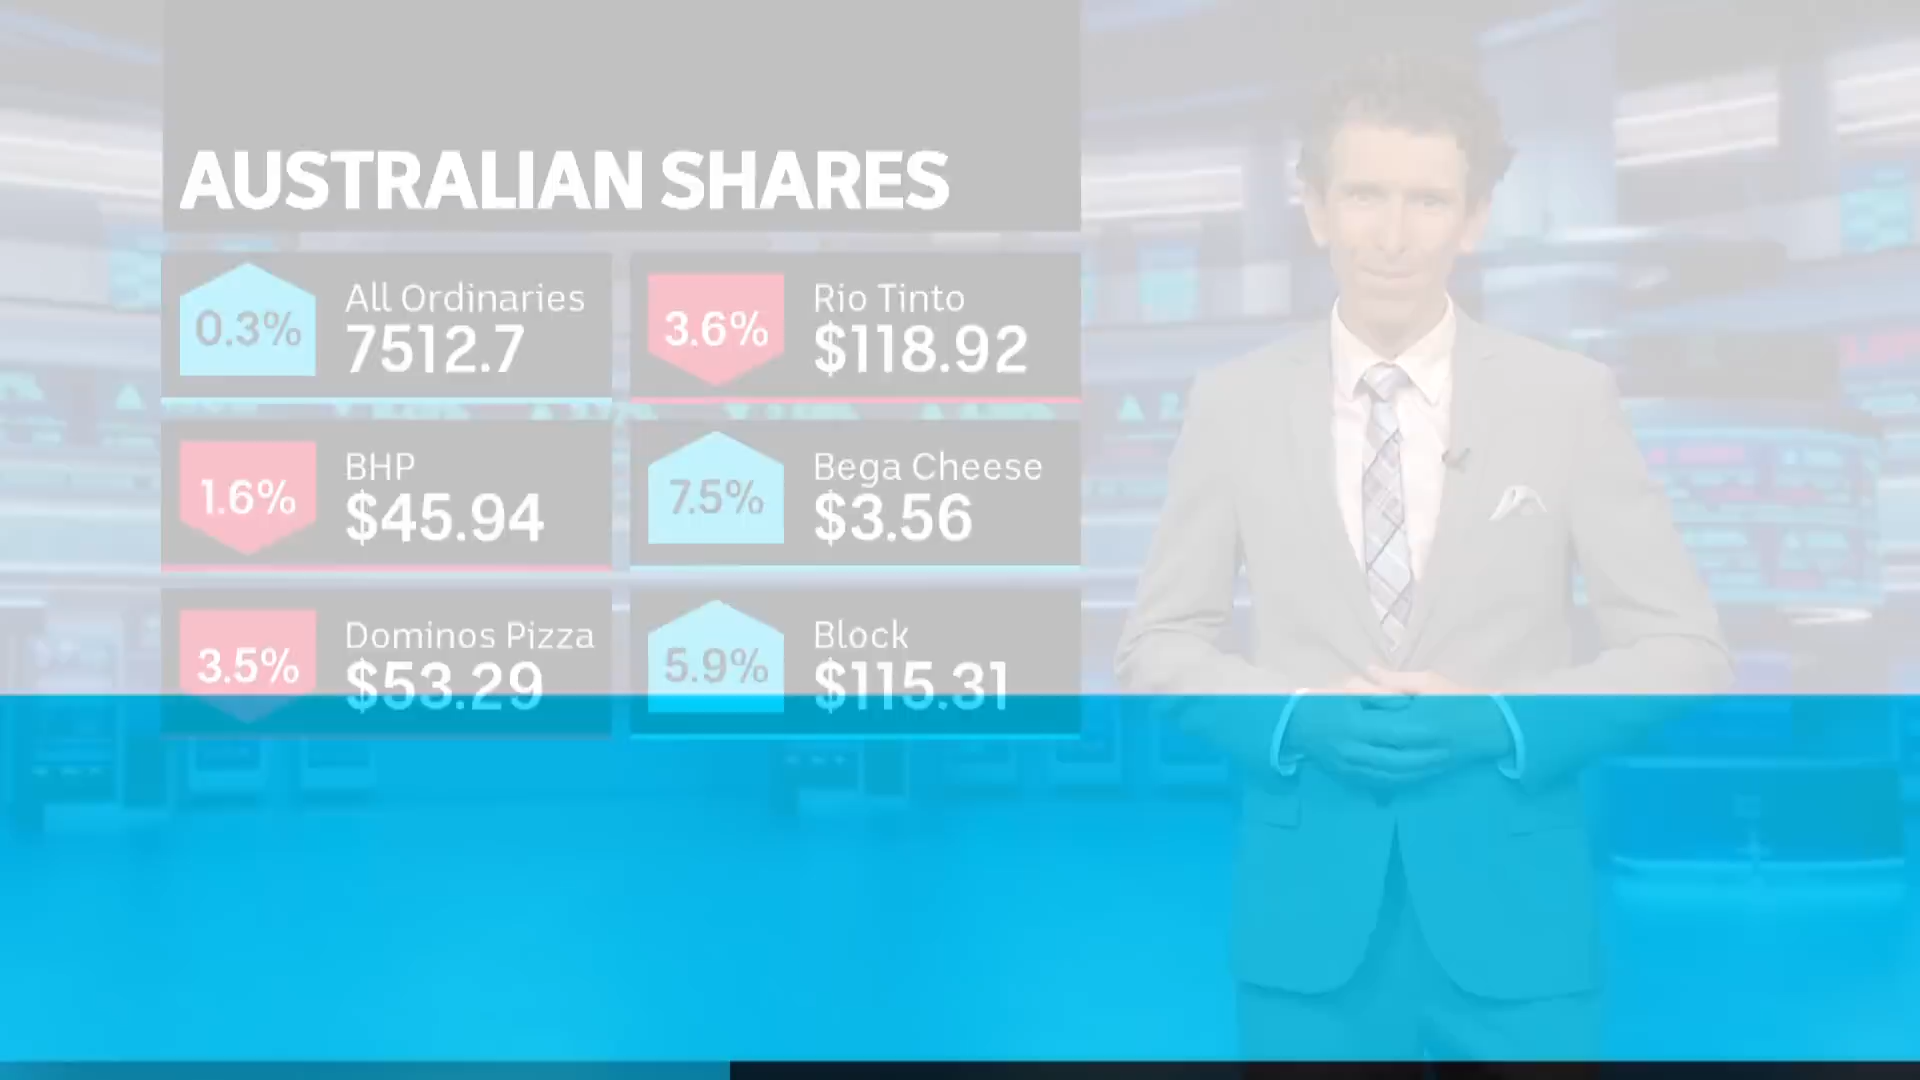 AUSTRALIAN SHARES
0.3%
All Ordinaries
7512.7
3.6%
Rio Tinto
$118.92
1.6%
BHP
$45.94
7.5%
Bega Cheese
$3.56
3.5%
Dominos Pizza
$53.29
5.9%
Block
$115.31